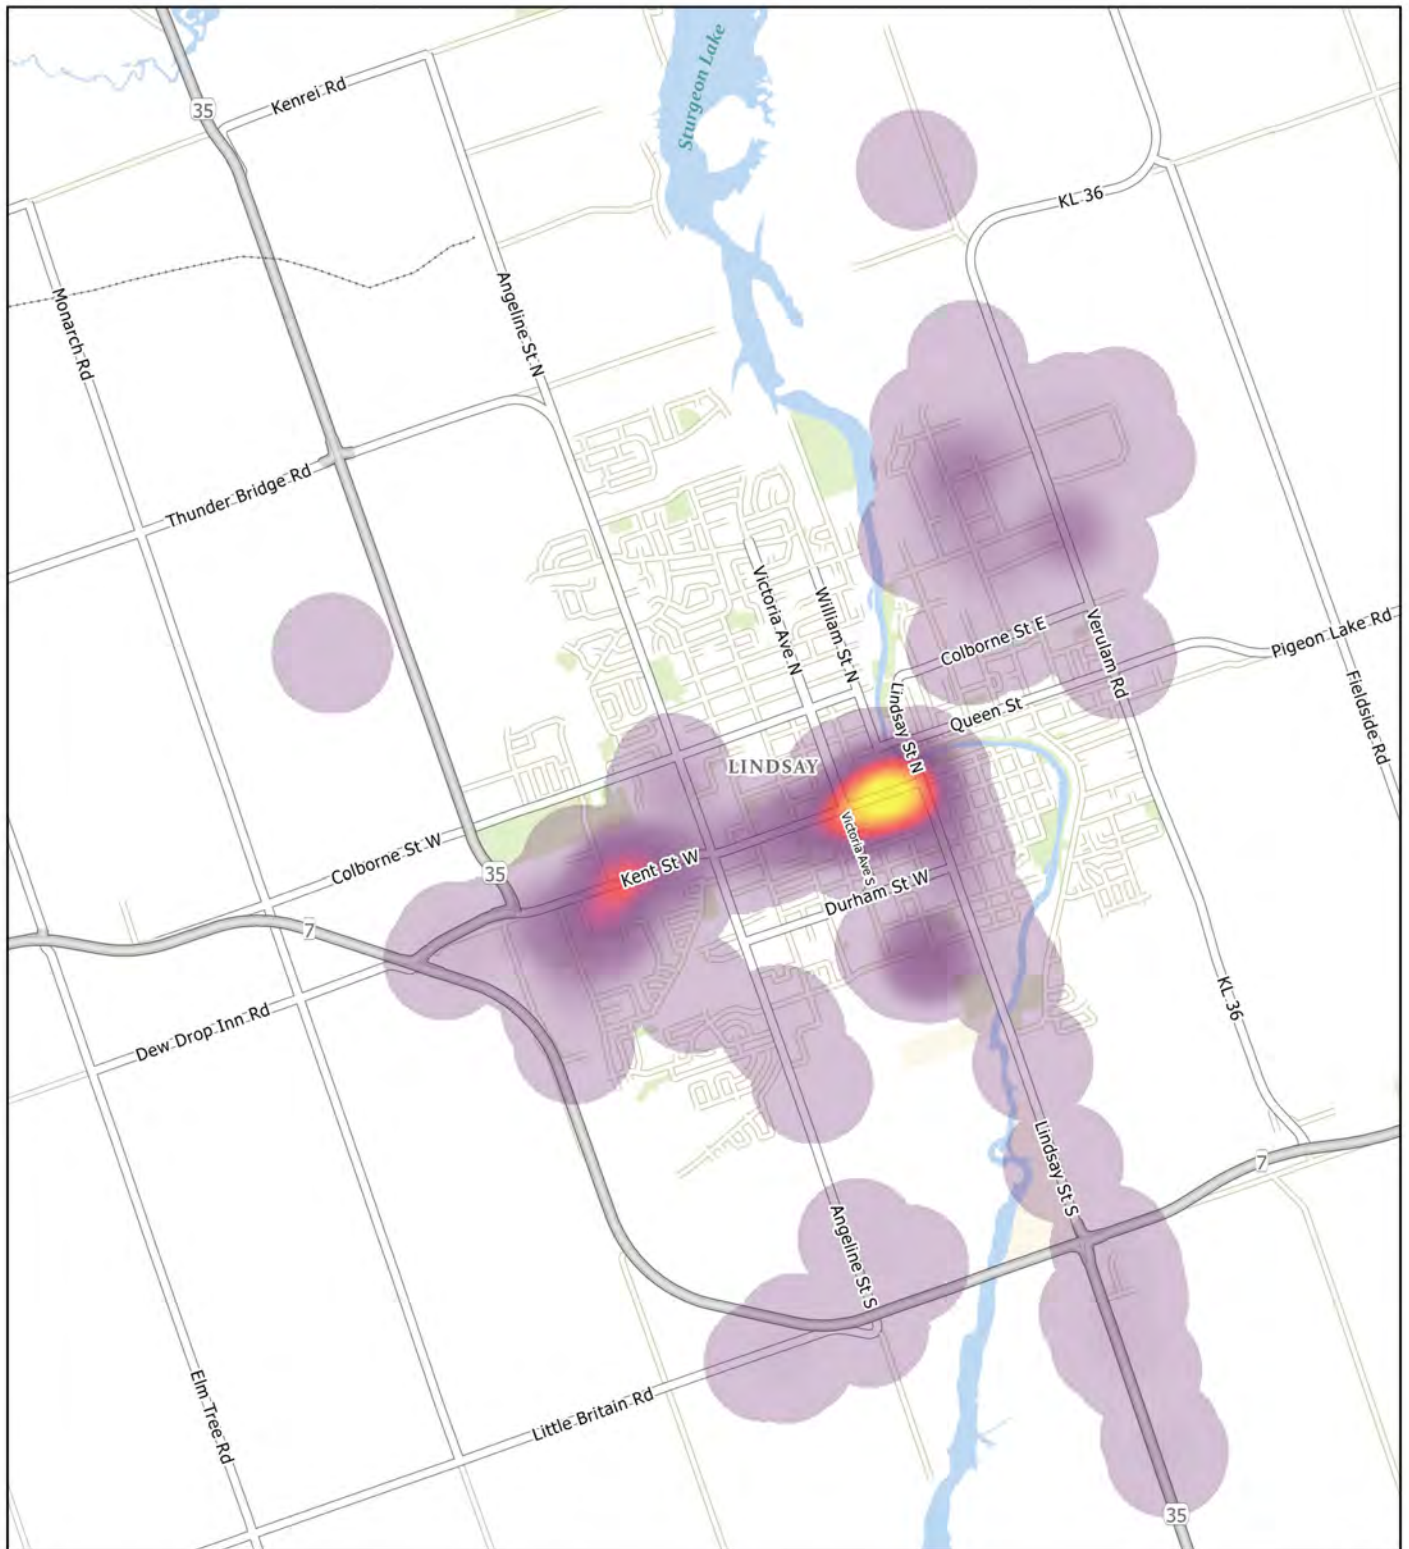 Sturgeon Lake
35
Kenrei Rd
KL 36
Monarch Rd
Angeline St N
Thunder Bridge Rd
Victoria Ave N
William St N
Colborne St E
Verulam Rd
Pigeon Lake Rd
Lindsay St N
Queen St
Fieldside Rd
LINDSAY
Victoria Ave S
Colborne St W
35
Kent St W
Durham St W
7
Dew Drop Inn Rd
KL 36
Lindsay St S
7
Angeline St S
Elm Tree Rd
Little Britain Rd
35